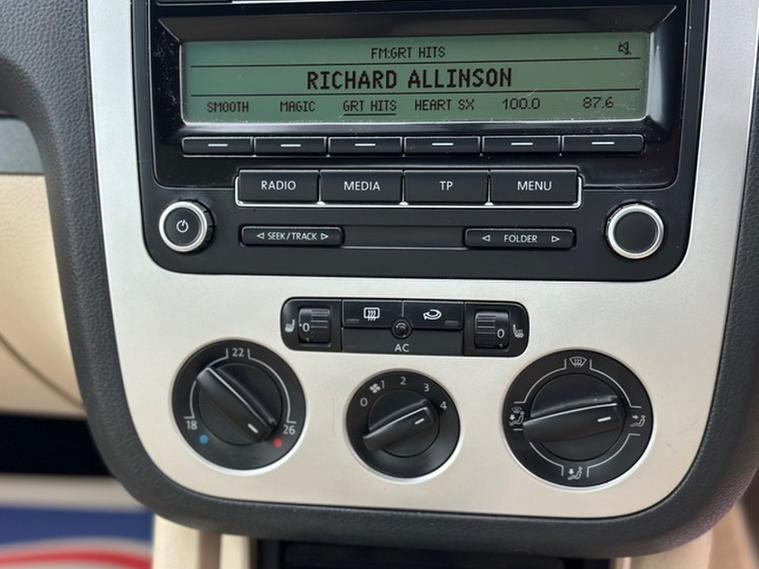 FM:GRT HITS
RICHARD ALLINSON
SMOOTH MAGIC GRT HITS HEART SX 100.0 87.6
RADIO MEDIA TP MENU
SEEK/TRACK FOLDER
0 0
AC
22
18 26
0 1 2 3 4